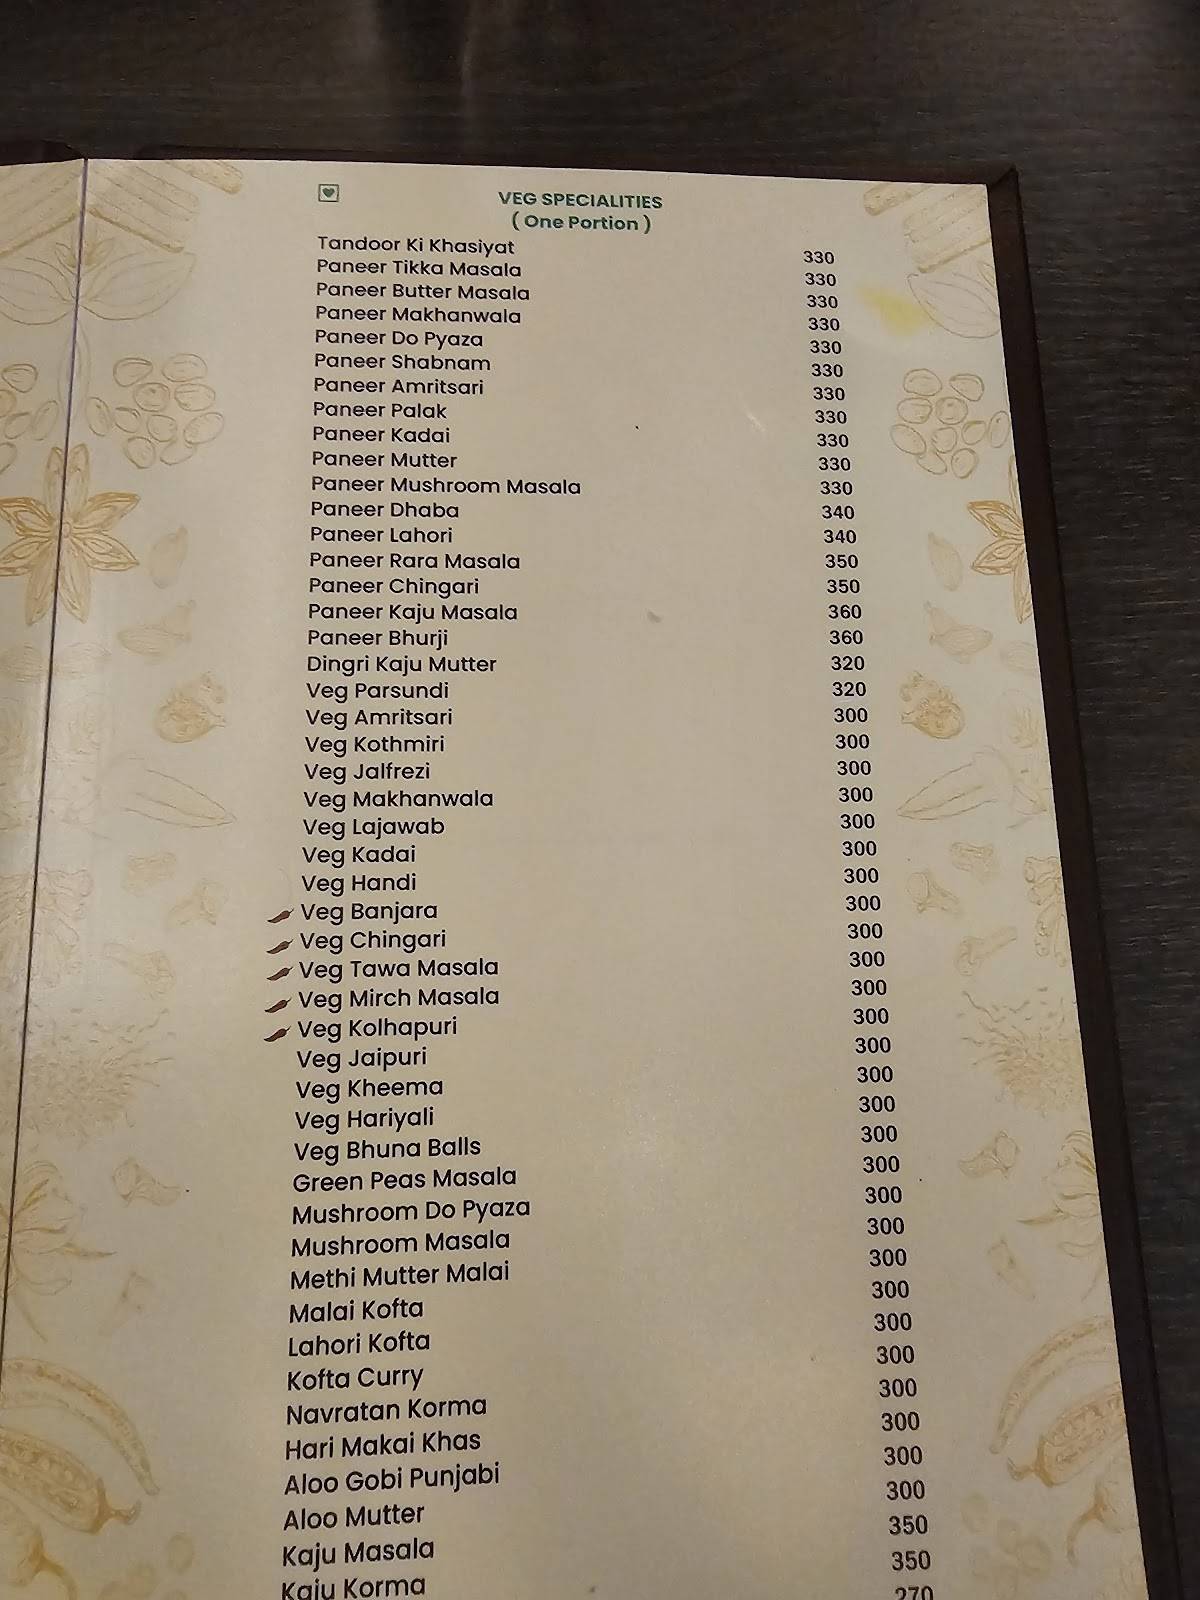 VEG SPECIALITIES
( One Portion )
Tandoor Ki Khasiyat 330
Paneer Tikka Masala 330
Paneer Butter Masala 330
Paneer Makhanwala 330
Paneer Do Pyaza 330
Paneer Shabnam 330
Paneer Amritsari 330
Paneer Palak 330
Paneer Kadai 330
Paneer Mutter 330
Paneer Mushroom Masala 330
Paneer Dhaba 340
Paneer Lahori 340
Paneer Rara Masala 350
Paneer Chingari 350
Paneer Kaju Masala 360
Paneer Bhurji 360
Dingri Kaju Mutter 320
Veg Parsundi 320
Veg Amritsari 300
Veg Kothmiri 300
Veg Jalfrezi 300
Veg Makhanwala 300
Veg Lajawab 300
Veg Kadai 300
Veg Handi 300
Veg Banjara 300
Veg Chingari 300
Veg Tawa Masala 300
Veg Mirch Masala 300
Veg Kolhapuri 300
Veg Jaipuri 300
Veg Kheema 300
Veg Hariyali 300
Veg Bhuna Balls 300
Green Peas Masala 300
Mushroom Do Pyaza 300
Mushroom Masala 300
Methi Mutter Malai 300
Malai Kofta 300
Lahori Kofta 300
Kofta Curry 300
Navratan Korma 300
Hari Makai Khas 300
Aloo Gobi Punjabi 300
Aloo Mutter 300
Kaju Masala 350
Kaju Korma 350
270